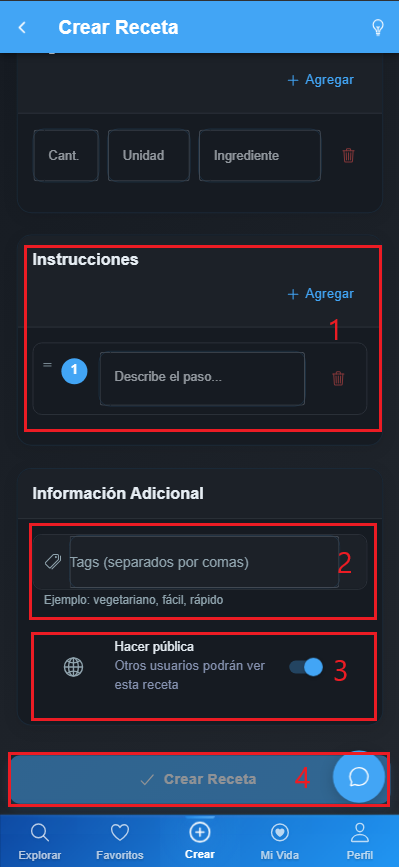 Crear Receta
+ Agregar
Cant. Unidad Ingrediente
Instrucciones
+ Agregar
1
1 Describe el paso...
Información Adicional
Tags (separados por comas) 2
Ejemplo: vegetariano, fácil, rápido
Hacer pública
Otros usuarios podrán ver
esta receta
3
Crear Receta 4
Explorar Favoritos Crear Mi Vida Perfil